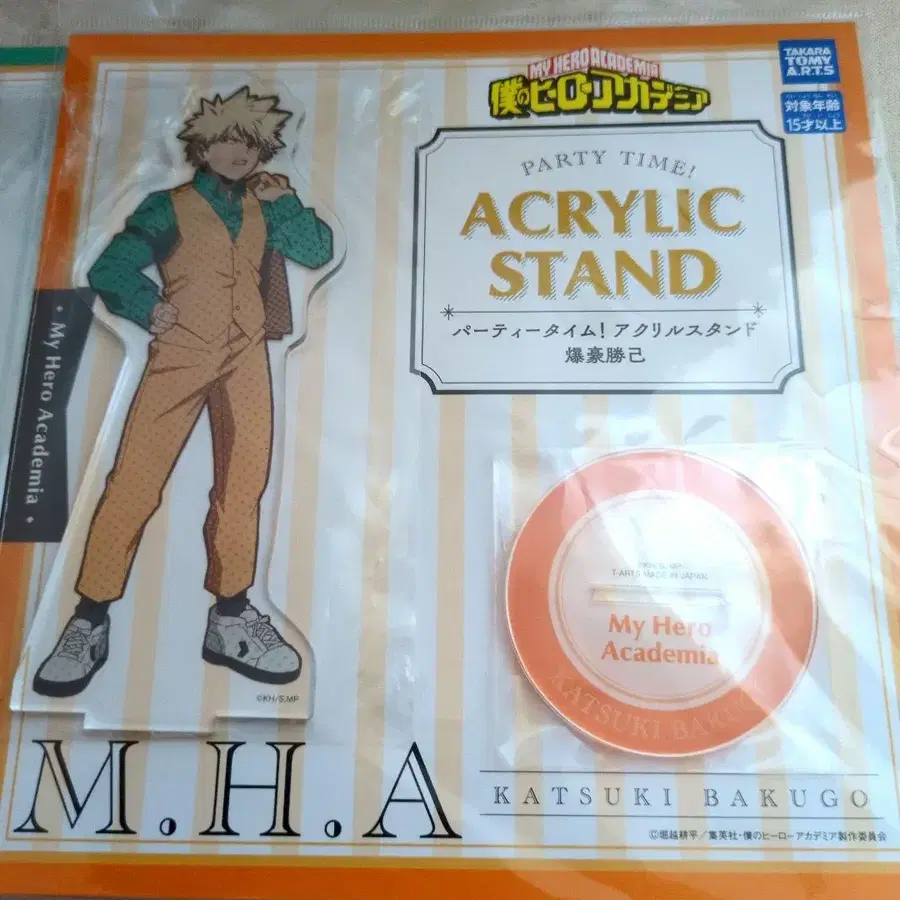 MY HERO ACADEMIA
僕のヒーローアカデミア
TAKARA
TOMY
A.R.T.S
対象年齢
15才以上
PARTY TIME!
ACRYLIC
STAND
パーティータイム! アクリルスタンド
爆豪勝己
• My Hero Academia •
©KH/S,MP
©KH/S,MP
T-ARTS MADE IN JAPAN
My Hero
Academia
KATSUKI BAKUGO
M.H.A
KATSUKI BAKUGO
©堀越耕平/集英社・僕のヒーローアカデミア製作委員会